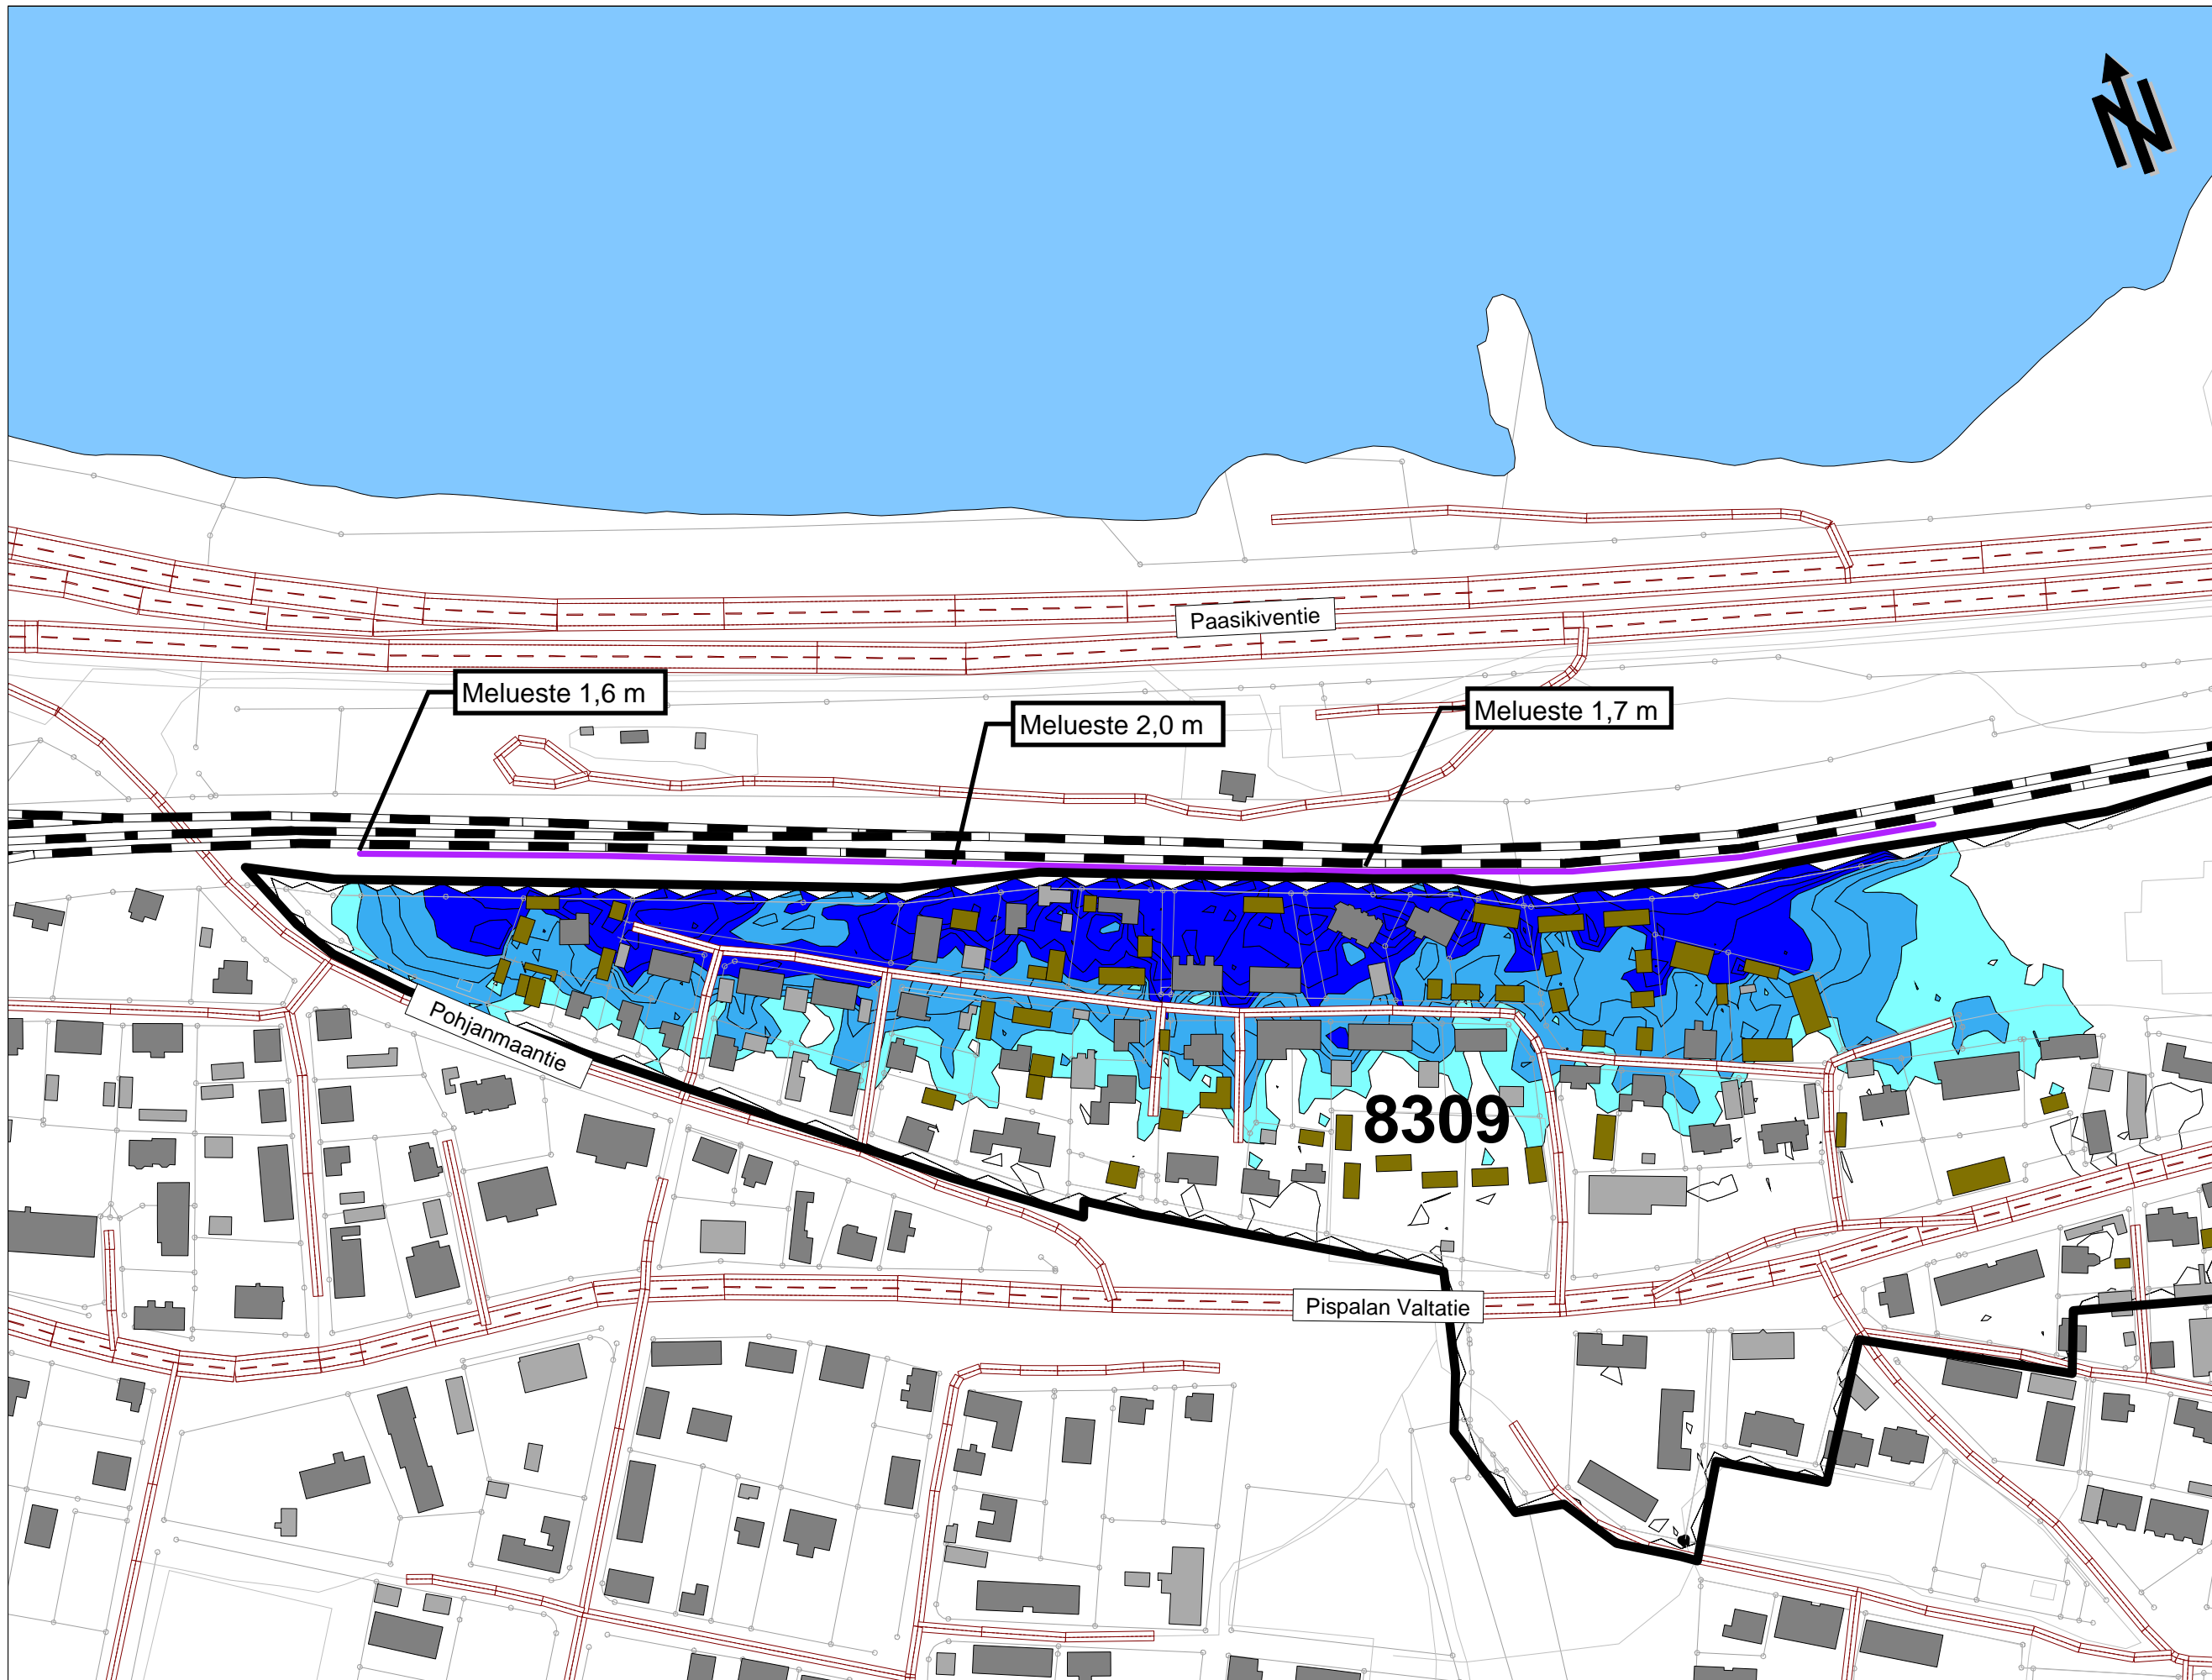 N
Paasikiventie
Melueste 1,6 m
Melueste 2,0 m
Melueste 1,7 m
Pohjanmaantie
8309
Pispalan Valtatie